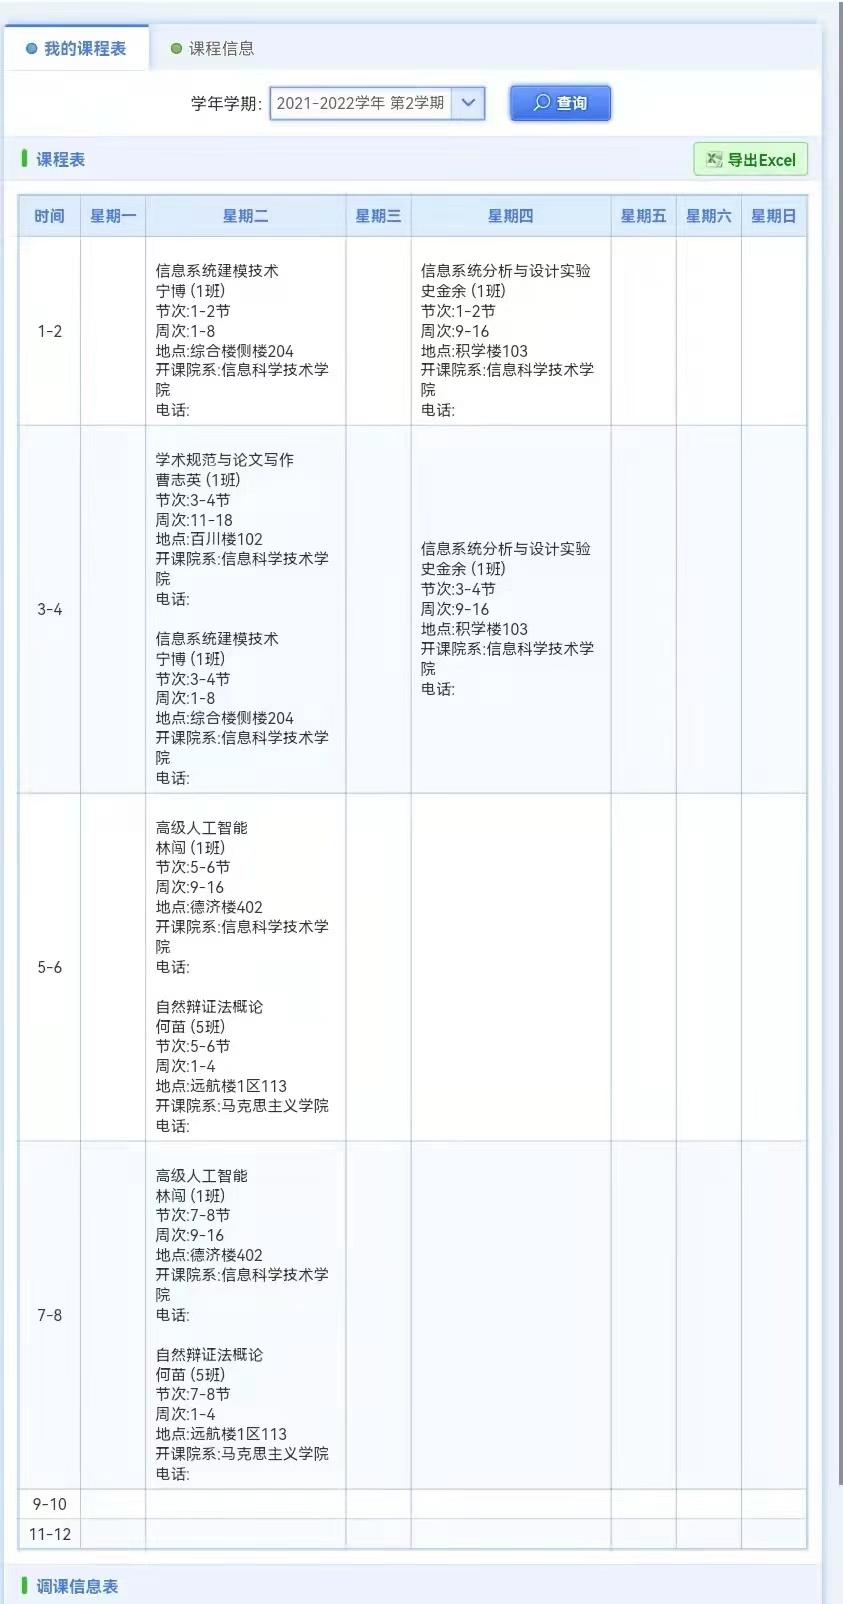 我的课程表 课程信息
学年学期: 2021-2022学年 第2学期 查询
课程表 导出Excel
时间 星期一 星期二 星期三 星期四 星期五 星期六 星期日
1-2
信息系统建模技术
宁博 (1班)
节次:1-2节
周次:1-8
地点:综合楼侧楼204
开课院系:信息科学技术学
院
电话:
信息系统分析与设计实验
史金余 (1班)
节次:1-2节
周次:9-16
地点:积学楼103
开课院系:信息科学技术学
院
电话:
3-4
学术规范与论文写作
曹志英 (1班)
节次:3-4节
周次:11-18
地点:百川楼102
开课院系:信息科学技术学
院
电话:
信息系统建模技术
宁博 (1班)
节次:3-4节
周次:1-8
地点:综合楼侧楼204
开课院系:信息科学技术学
院
电话:
信息系统分析与设计实验
史金余 (1班)
节次:3-4节
周次:9-16
地点:积学楼103
开课院系:信息科学技术学
院
电话:
5-6
高级人工智能
林闯 (1班)
节次:5-6节
周次:9-16
地点:德济楼402
开课院系:信息科学技术学
院
电话:
自然辩证法概论
何苗 (5班)
节次:5-6节
周次:1-4
地点:远航楼1区113
开课院系:马克思主义学院
电话:
7-8
高级人工智能
林闯 (1班)
节次:7-8节
周次:9-16
地点:德济楼402
开课院系:信息科学技术学
院
电话:
自然辩证法概论
何苗 (5班)
节次:7-8节
周次:1-4
地点:远航楼1区113
开课院系:马克思主义学院
电话:
9-10
11-12
调课信息表